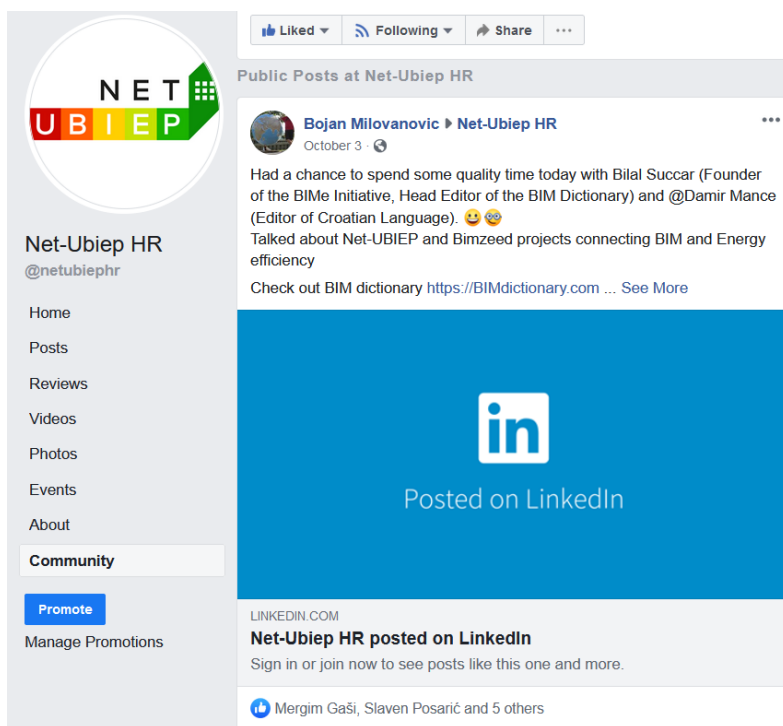 NET
UBIEP
Net-Ubiep HR
@netubiephr
Home
Posts
Reviews
Videos
Photos
Events
About
Community
Promote
Manage Promotions
Liked Following Share ...
Public Posts at Net-Ubiep HR
Bojan Milovanovic Net-Ubiep HR
October 3 ·
Had a chance to spend some quality time today with Bilal Succar (Founder
of the BIMe Initiative, Head Editor of the BIM Dictionary) and @Damir Mance
(Editor of Croatian Language). 😀 🤓
Talked about Net-UBIEP and Bimzeed projects connecting BIM and Energy
efficiency
Check out BIM dictionary https://BIMdictionary.com ... See More
in
Posted on LinkedIn
LINKEDIN.COM
Net-Ubiep HR posted on LinkedIn
Sign in or join now to see posts like this one and more.
Mergim Gaši, Slaven Posarić and 5 others